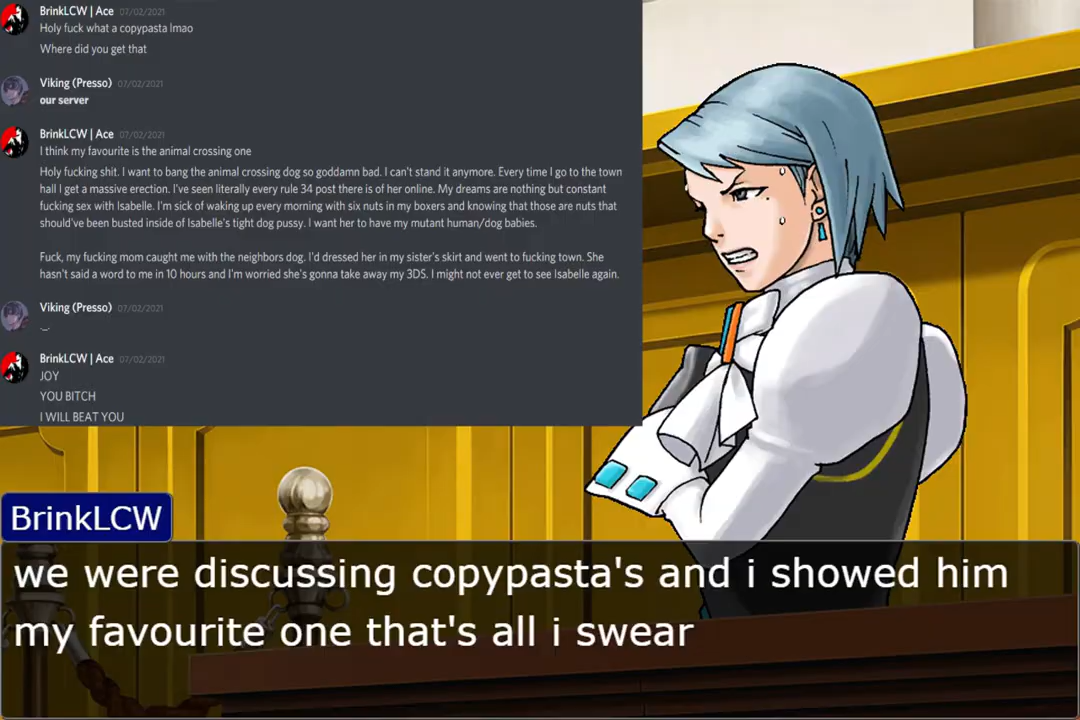 BrinkLCW | Ace 07/02/2021
Holy fuck what a copypasta lmao
Where did you get that
Viking (Presso) 07/02/2021
our server
BrinkLCW | Ace 07/02/2021
I think my favourite is the animal crossing one
Holy fucking shit. I want to bang the animal crossing dog so goddamn bad. I can't stand it anymore. Every time I go to the town
hall I get a massive erection. I've seen literally every rule 34 post there is of her online. My dreams are nothing but constant
fucking sex with Isabelle. I'm sick of waking up every morning with six nuts in my boxers and knowing that those are nuts that
should've been busted inside of Isabelle's tight dog pussy. I want her to have my mutant human/dog babies.
Fuck, my fucking mom caught me with the neighbors dog. I'd dressed her in my sister's skirt and went to fucking town. She
hasn't said a word to me in 10 hours and I'm worried she's gonna take away my 3DS. I might not ever get to see Isabelle again.
Viking (Presso) 07/02/2021
._.
BrinkLCW | Ace 07/02/2021
JOY
YOU BITCH
I WILL BEAT YOU
BrinkLCW
we were discussing copypasta's and i showed him
my favourite one that's all i swear